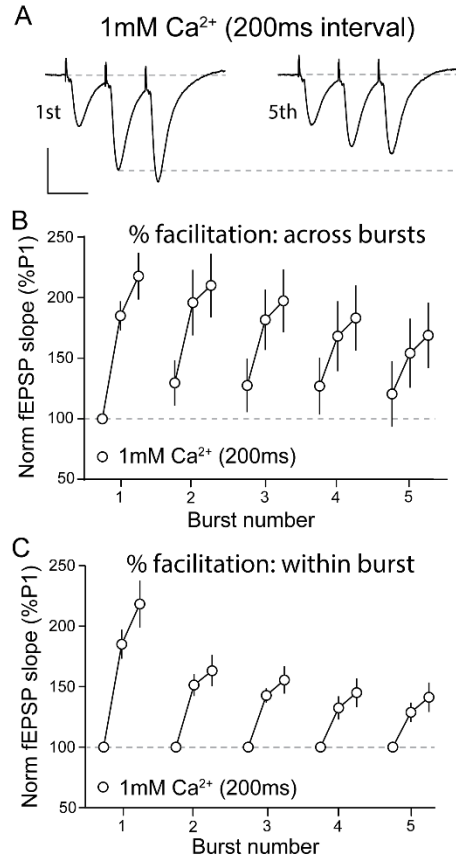 A
1mM Ca²⁺ (200ms interval)
1st
5th
B
% facilitation: across bursts
Norm fEPSP slope (%P1)
250
200
150
100
50
1mM Ca²⁺ (200ms)
1 2 3 4 5
Burst number
C
% facilitation: within burst
Norm fEPSP slope (%P1)
250
200
150
100
50
1mM Ca²⁺ (200ms)
1 2 3 4 5
Burst number